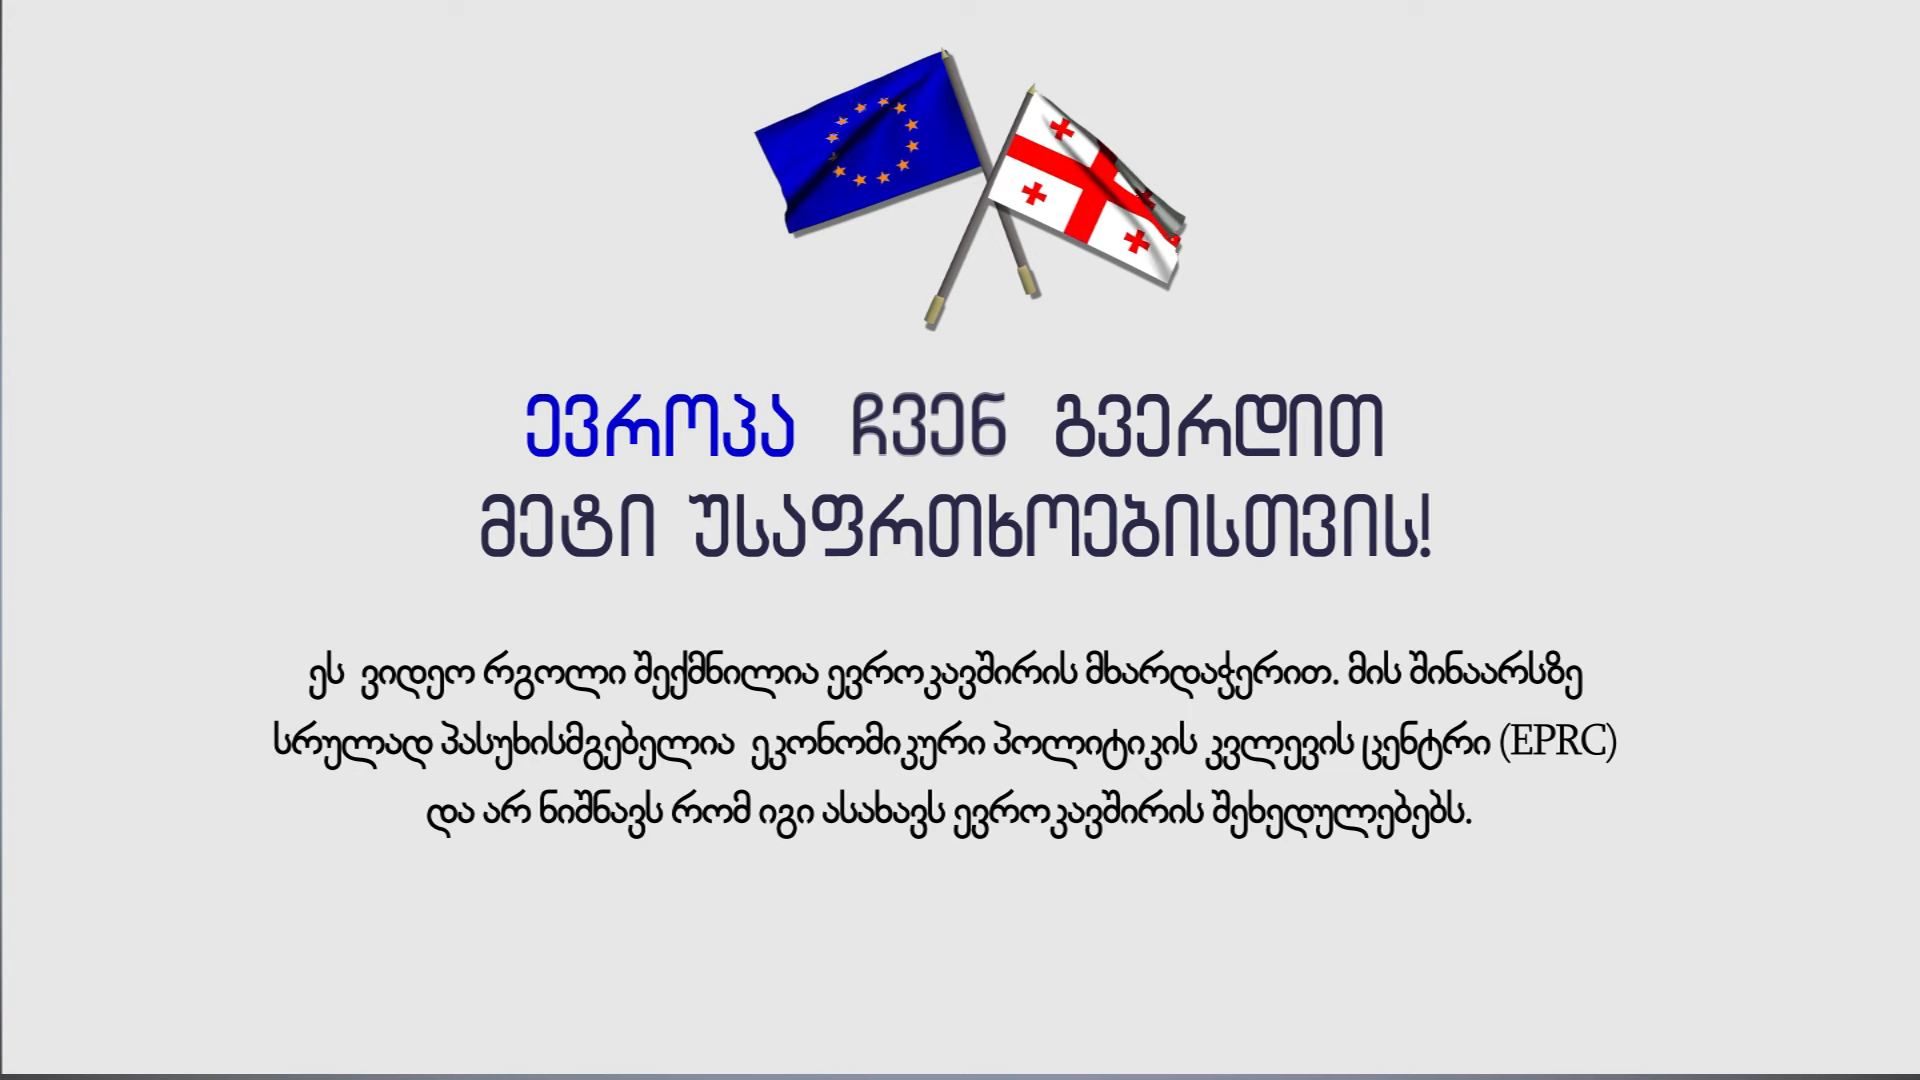 ევროპა ჩვენ გვერდით
მეტი უსაფრთხოებისთვის!
ეს ვიდეო რგოლი შექმნილია ევროკავშირის მხარდაჭერით. მის შინაარსზე
სრულად პასუხისმგებელია ეკონომიკური პოლიტიკის კვლევის ცენტრი (EPRC)
და არ ნიშნავს რომ იგი ასახავს ევროკავშირის შეხედულებებს.